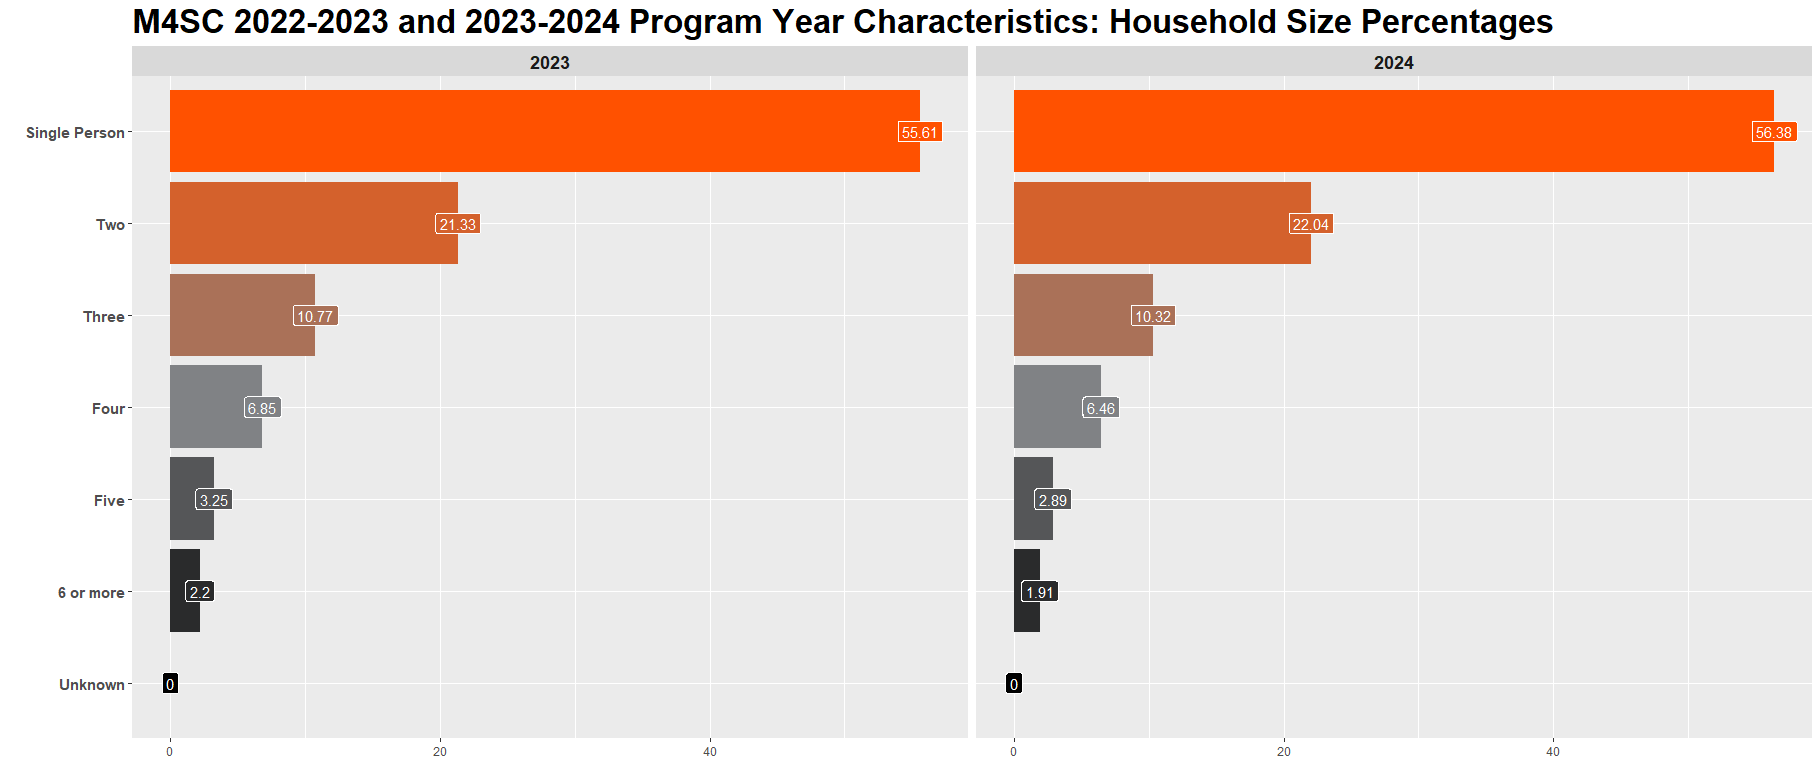 M4SC 2022-2023 and 2023-2024 Program Year Characteristics: Household Size Percentages
2023 2024
Single Person 55.61 56.38
Two 21.33 22.04
Three 10.77 10.32
Four 6.85 6.46
Five 3.25 2.89
6 or more 2.2 1.91
Unknown 0 0
0 20 40 0 20 40